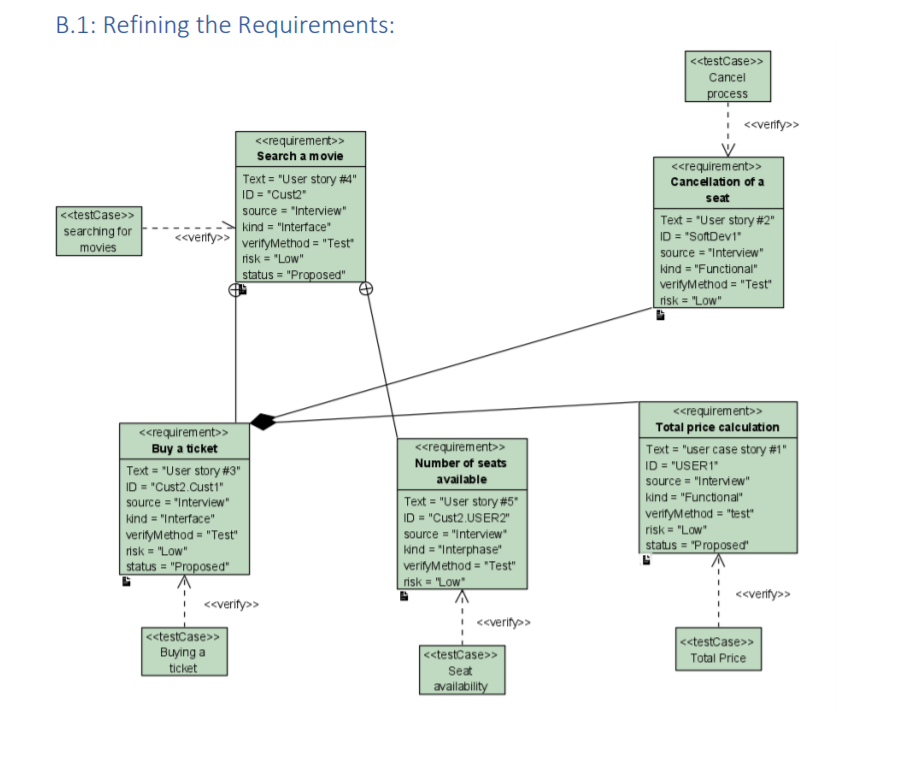 B.1: Refining the Requirements:
<<testCase>>
Cancel
process
<<verify>>
<<requirement>>
Search a movie
Text = "User story #4"
ID = "Cust2"
source = "Interview"
kind = "Interface"
verifyMethod = "Test"
risk = "Low"
status = "Proposed"
<<requirement>>
Cancellation of a
seat
Text = "User story #2"
ID = "SoftDev1"
source = "Interview"
kind = "Functional"
verifyMethod = "Test"
risk = "Low"
<<testCase>>
searching for
movies
<<verify>>
<<requirement>>
Buy a ticket
Text = "User story #3"
ID = "Cust2.Cust1"
source = "Interview"
kind = "Interface"
verifyMethod = "Test"
risk = "Low"
status = "Proposed"
<<requirement>>
Number of seats
available
Text = "User story #5"
ID = "Cust2.USER2"
source = "Interview"
kind = "Interphase"
verifyMethod = "Test"
risk = "Low"
<<requirement>>
Total price calculation
Text = "user case story #1"
ID = "USER1"
source = "Interview"
kind = "Functional"
verifyMethod = "test"
risk = "Low"
status = "Proposed"
<<verify>>
<<verify>>
<<verify>>
<<testCase>>
Buying a
ticket
<<testCase>>
Seat
availability
<<testCase>>
Total Price